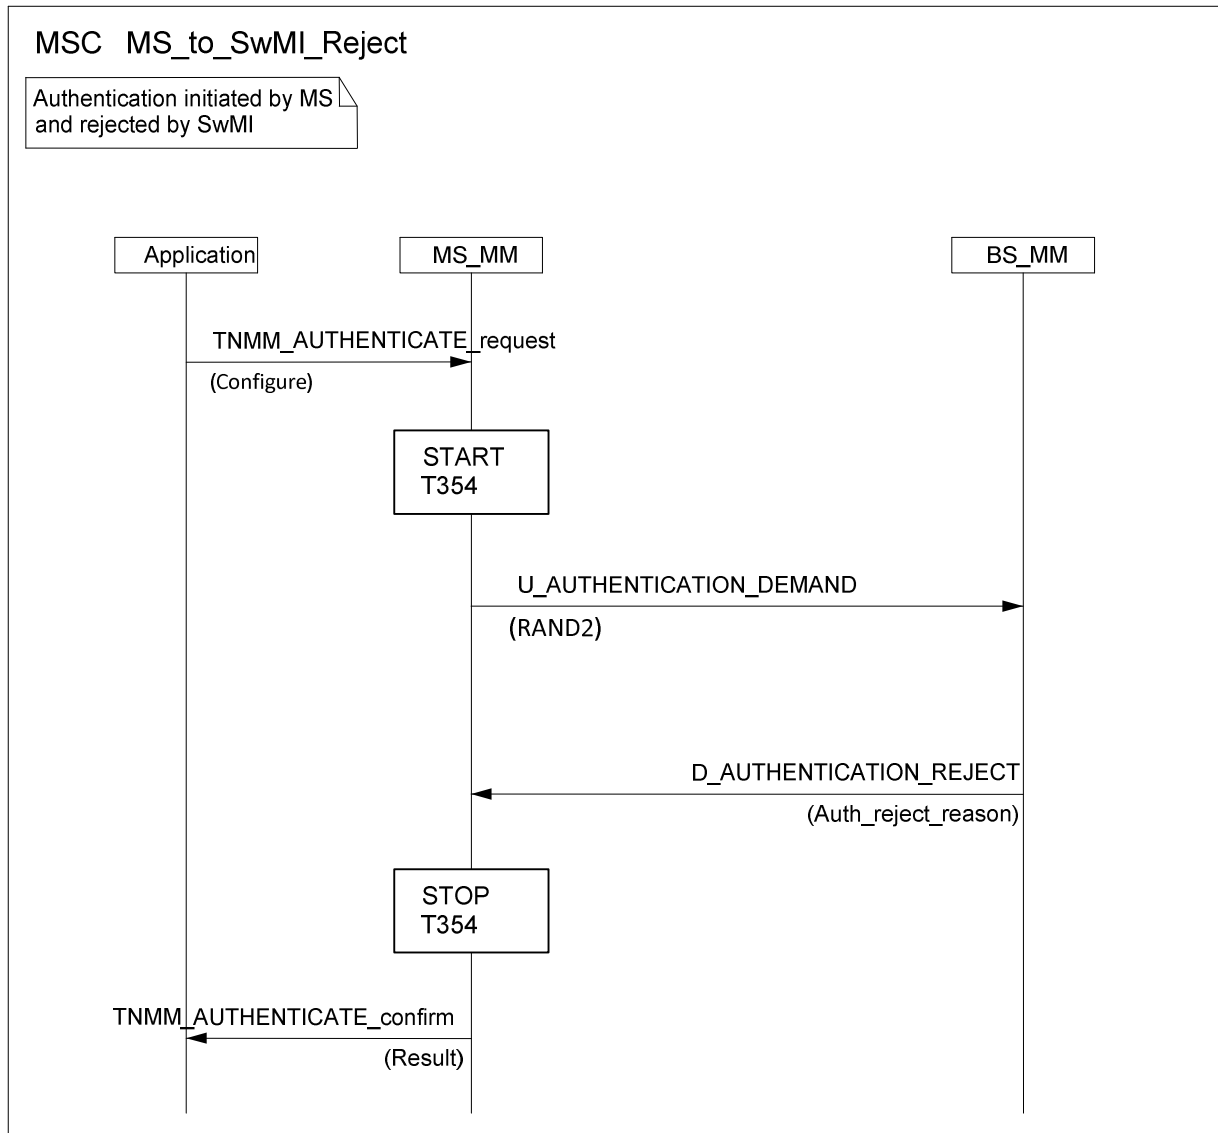 MSC MS_to_SwMI_Reject
Authentication initiated by MS
and rejected by SwMI
Application
MS_MM
BS_MM
TNMM_AUTHENTICATE_request
(Configure)
START
T354
U_AUTHENTICATION_DEMAND
(RAND2)
D_AUTHENTICATION_REJECT
(Auth_reject_reason)
STOP
T354
TNMM_AUTHENTICATE_confirm
(Result)